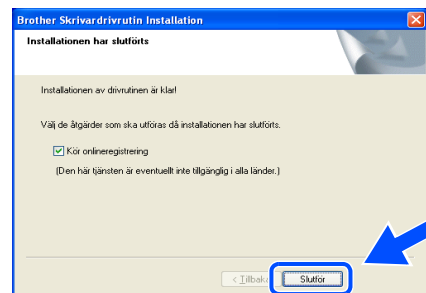 Brother Skrivardrivrutin Installation
Installationen har slutförts
Installationen av drivrutinen är klar!
Välj de åtgärder som ska utföras då installationen har slutförts.
Kör onlineregistrering
(Den här tjänsten är eventuellt inte tillgänglig i alla länder.)
< Tillbaka Slutför